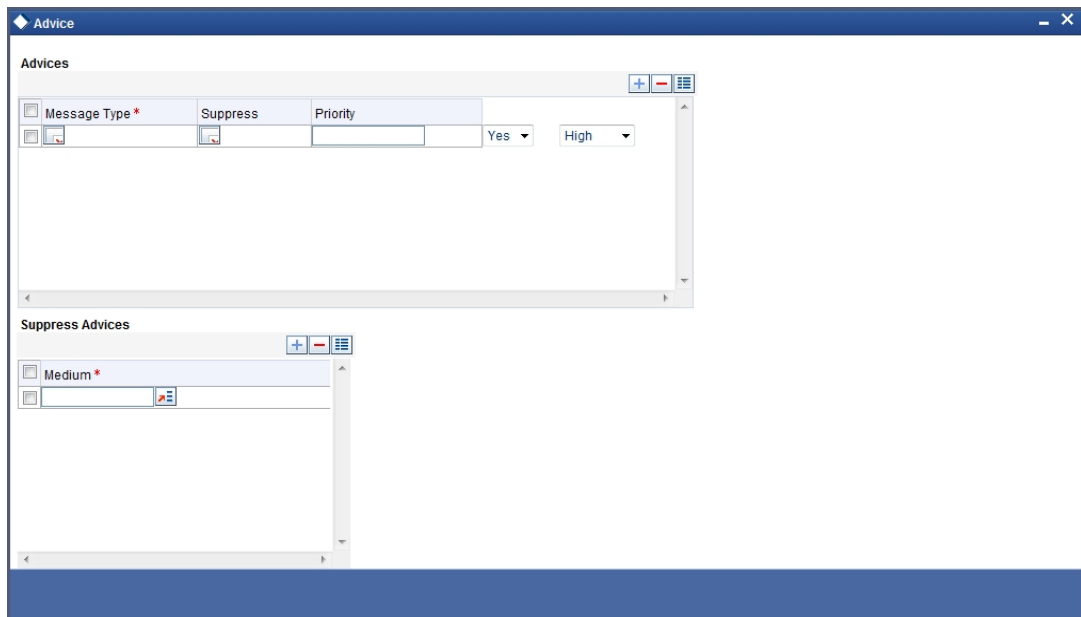 Advice
Advices
Message Type * Suppress Priority
Yes High
Suppress Advices
Medium *